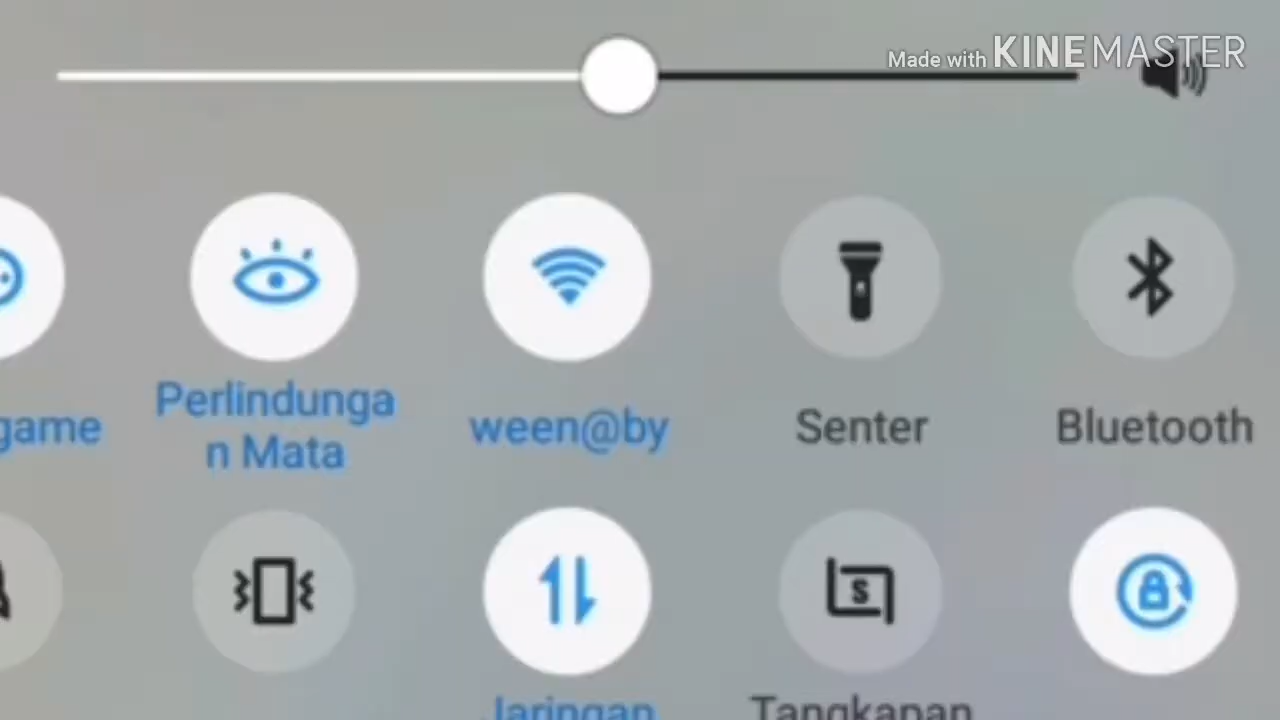 Made with KINEMASTER
game
Perlindunga
n Mata
ween@by
Senter
Bluetooth
S
Jaringan
Tangkapan